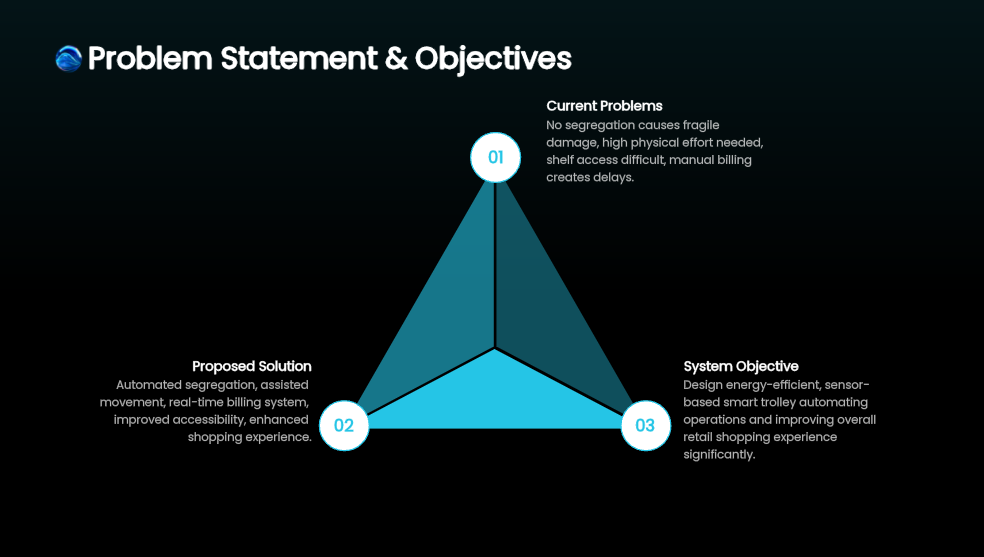 Problem Statement & Objectives
Current Problems
No segregation causes fragile
damage, high physical effort needed,
shelf access difficult, manual billing
creates delays.
01
Proposed Solution
Automated segregation, assisted
movement, real-time billing system,
improved accessibility, enhanced
shopping experience.
02
03
System Objective
Design energy-efficient, sensor-
based smart trolley automating
operations and improving overall
retail shopping experience
significantly.